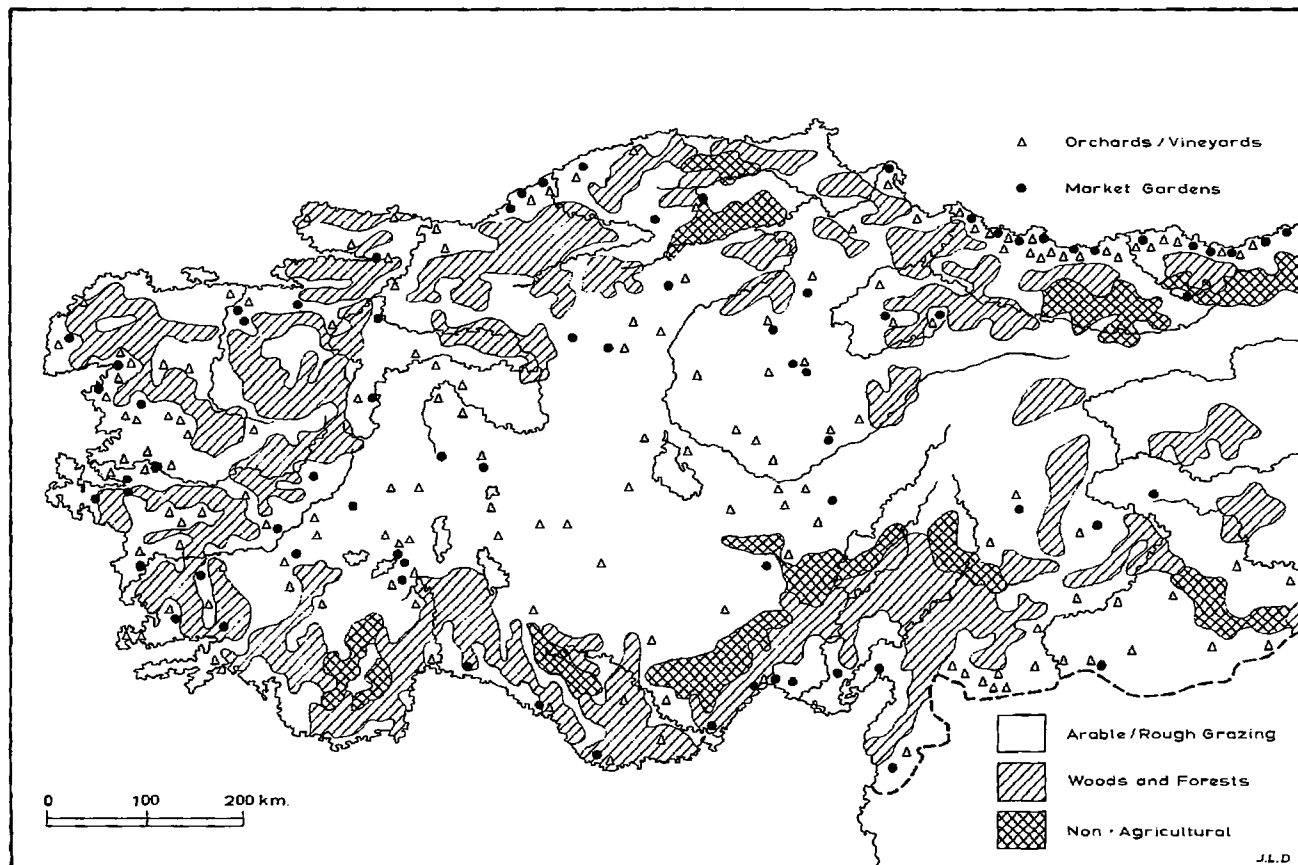 Orchards / Vineyards
Market Gardens
Arable / Rough Grazing
Woods and Forests
Non - Agricultural
0 100 200 km.
J.L.D